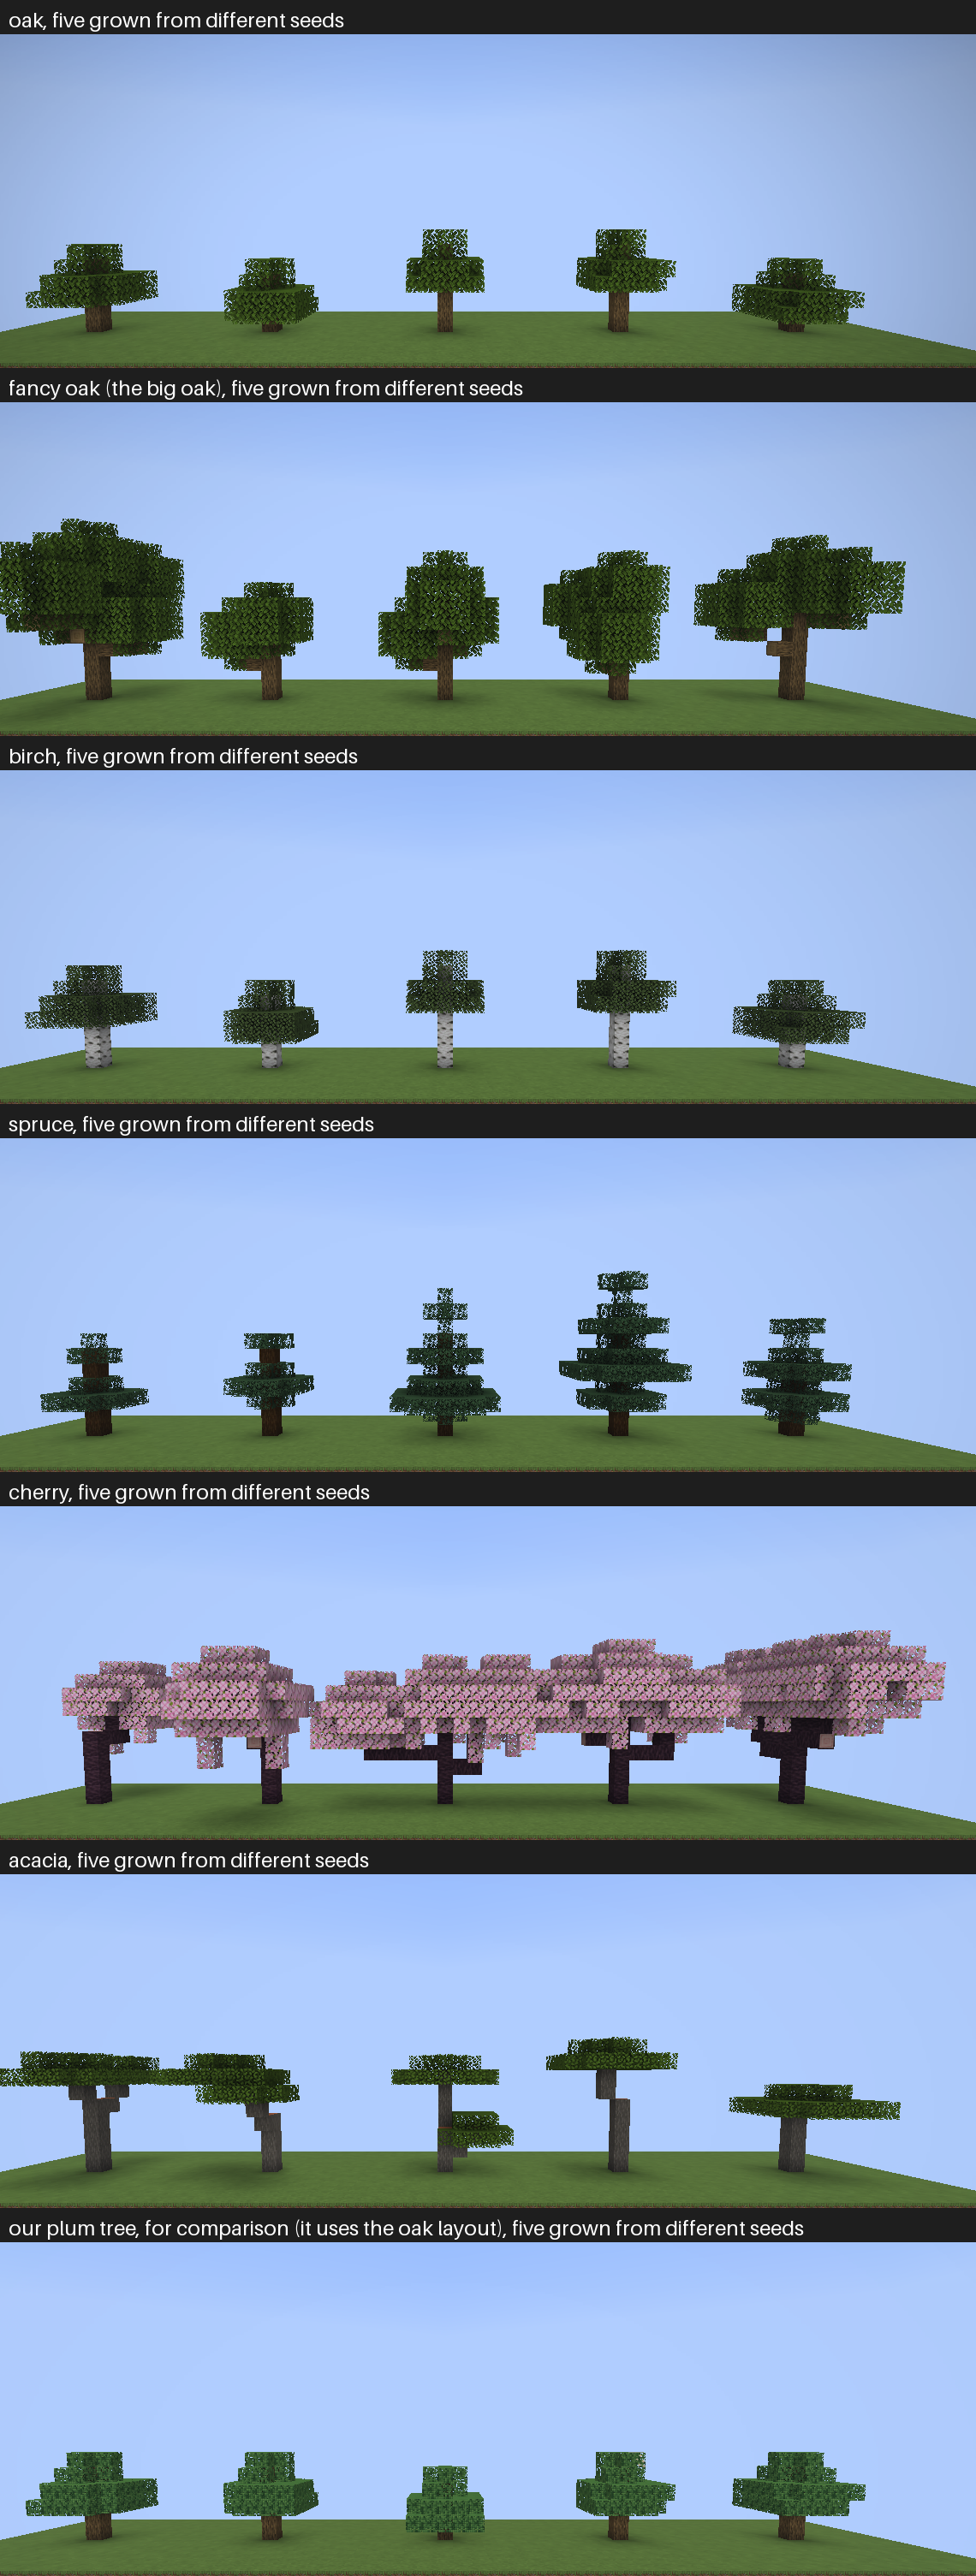 oak, five grown from different seeds
fancy oak (the big oak), five grown from different seeds
birch, five grown from different seeds
spruce, five grown from different seeds
cherry, five grown from different seeds
acacia, five grown from different seeds
our plum tree, for comparison (it uses the oak layout), five grown from different seeds